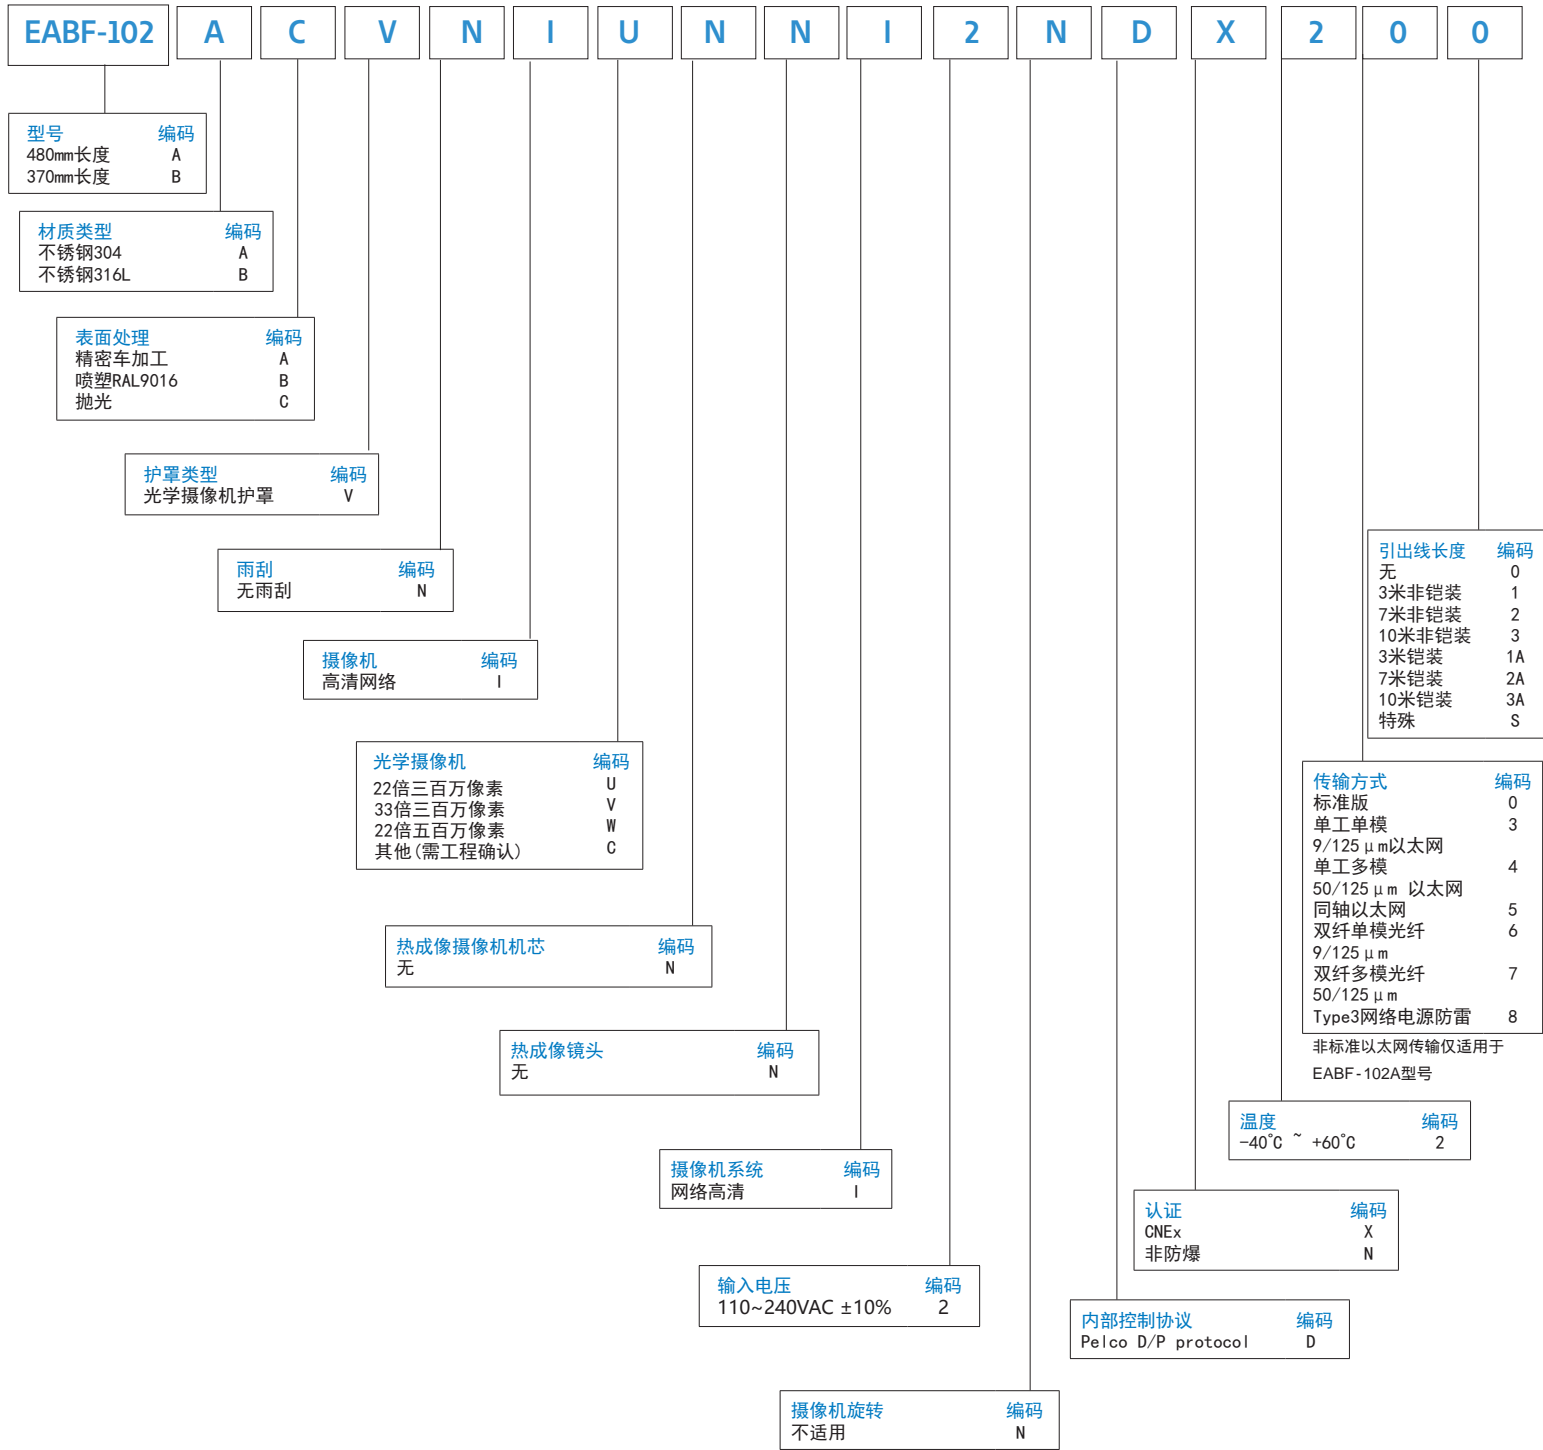 EABF-102 A C V N I U N N I 2 N D X 2 0 0
型号 编码
480mm长度 A
370mm长度 B
材质类型 编码
不锈钢304 A
不锈钢316L B
表面处理 编码
精密车加工 A
喷塑RAL9016 B
抛光 C
护罩类型 编码
光学摄像机护罩 V
雨刮 编码
无雨刮 N
摄像机 编码
高清网络 I
光学摄像机 编码
22倍三百万像素 U
33倍三百万像素 V
22倍五百万像素 W
其他(需工程确认) C
热成像摄像机机芯 编码
无 N
热成像镜头 编码
无 N
摄像机系统 编码
网络高清 I
输入电压 编码
110~240VAC ±10% 2
摄像机旋转 编码
不适用 N
内部控制协议 编码
Pelco D/P protocol D
认证 编码
CNEx X
非防爆 N
温度 编码
-40℃ ~ +60℃ 2
传输方式 编码
标准版 0
单工单模 3
9/125μm以太网
单工多模 4
50/125μm 以太网
同轴以太网 5
双纤单模光纤 6
9/125μm
双纤多模光纤 7
50/125μm
Type3网络电源防雷 8
非标准以太网传输仅适用于
EABF-102A型号
引出线长度 编码
无 0
3米非铠装 1
7米非铠装 2
10米非铠装 3
3米铠装 1A
7米铠装 2A
10米铠装 3A
特殊 S